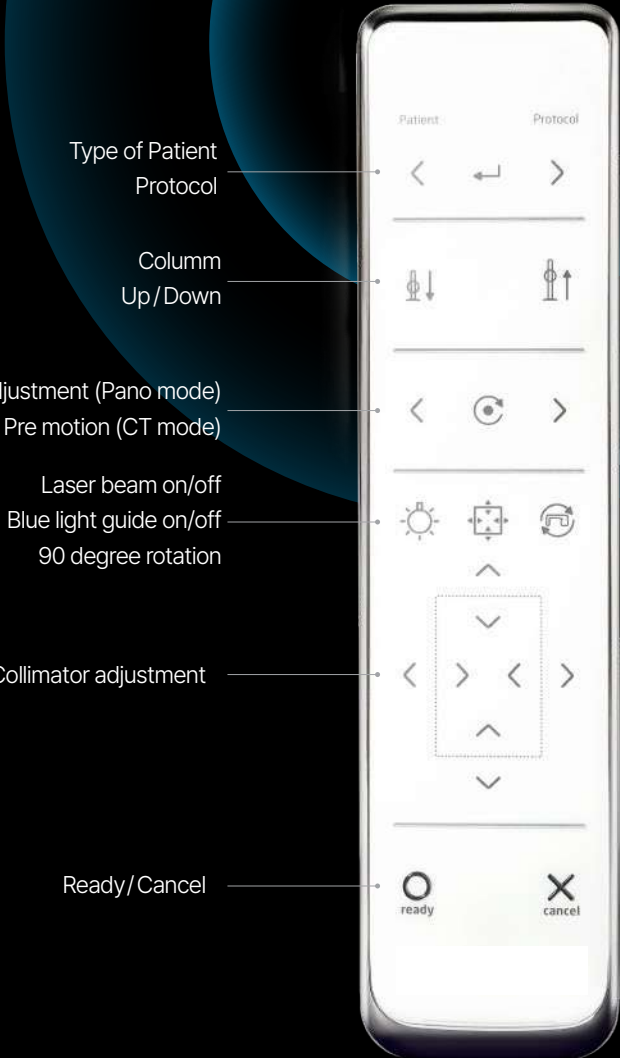 Patient Protocol
Type of Patient
Protocol
Columm
Up/Down
djustment (Pano mode)
Pre motion (CT mode)
Laser beam on/off
Blue light guide on/off
90 degree rotation
Collimator adjustment
Ready/Cancel
ready cancel